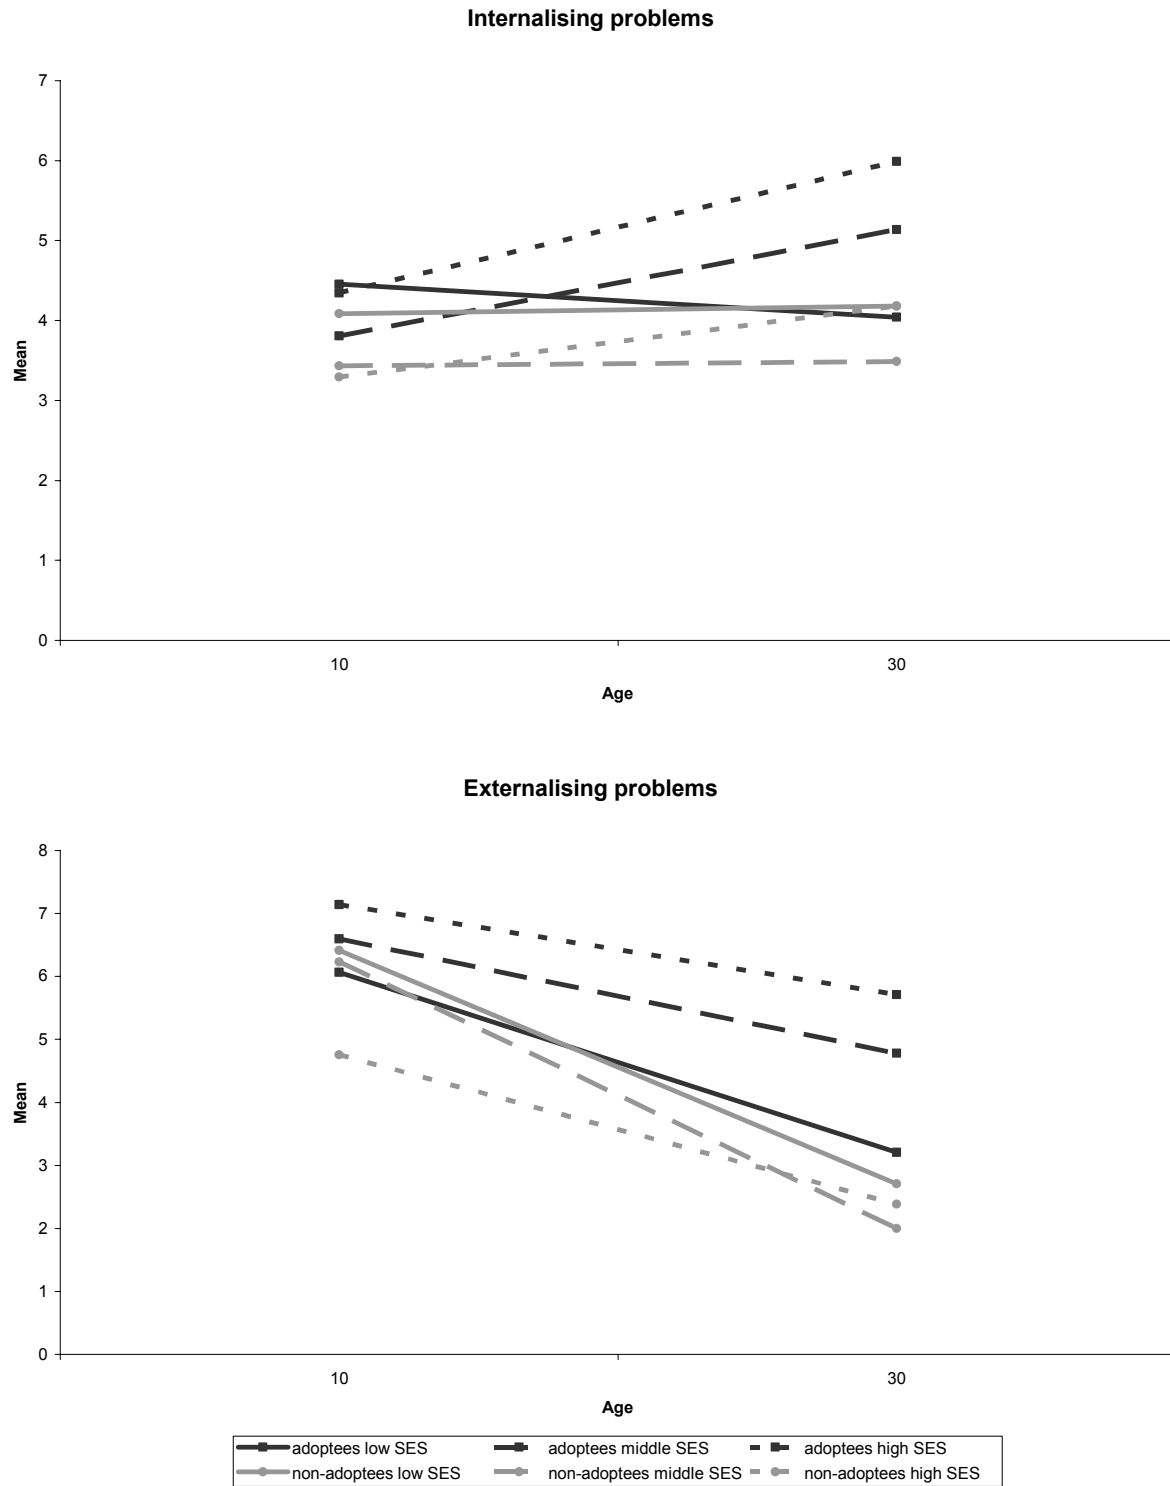 Internalising problems
7
6
5
4
3
2
1
0
Mean
10 30
Age
Externalising problems
8
7
6
5
4
3
2
1
0
Mean
10 30
Age
adoptees low SES adoptees middle SES adoptees high SES
non-adoptees low SES non-adoptees middle SES non-adoptees high SES